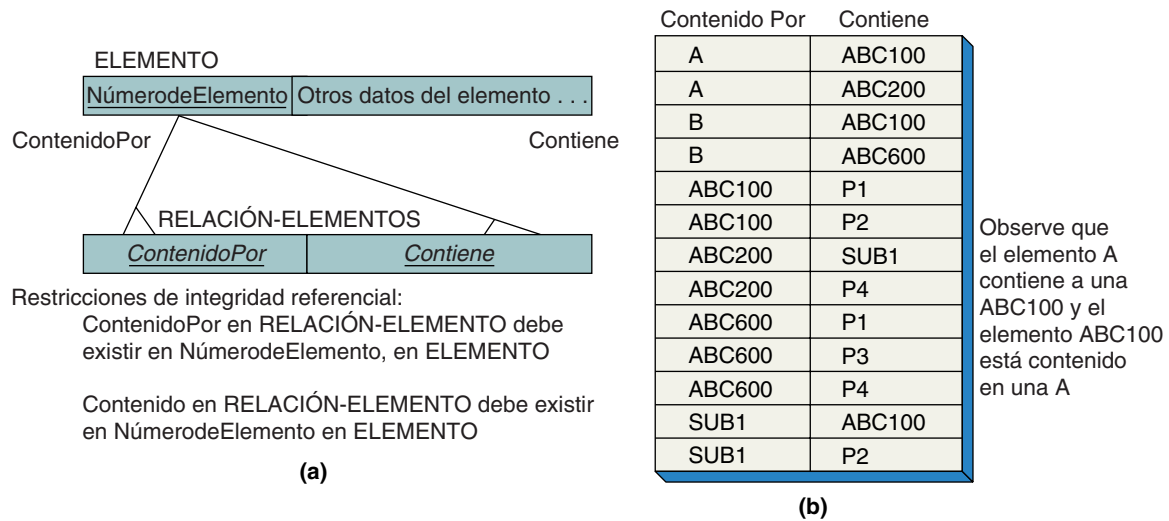 ELEMENTO
NúmerodeElemento Otros datos del elemento . . .
ContenidoPor Contiene
RELACIÓN-ELEMENTOS
ContenidoPor Contiene
Restricciones de integridad referencial:
ContenidoPor en RELACIÓN-ELEMENTO debe
existir en NúmerodeElemento, en ELEMENTO
Contenido en RELACIÓN-ELEMENTO debe existir
en NúmerodeElemento en ELEMENTO
(a)
Contenido Por Contiene
A ABC100
A ABC200
B ABC100
B ABC600
ABC100 P1
ABC100 P2
ABC200 SUB1
ABC200 P4
ABC600 P1
ABC600 P3
ABC600 P4
SUB1 ABC100
SUB1 P2
Observe que
el elemento A
contiene a una
ABC100 y el
elemento ABC100
está contenido
en una A
(b)